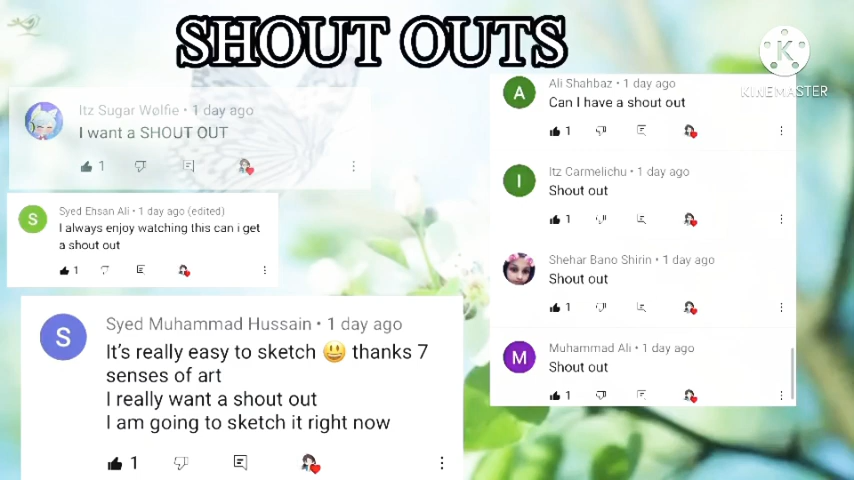 SHOUT OUTS
K
KINEMASTER
Itz Sugar Wolfie • 1 day ago
I want a SHOUT OUT
1
S
Syed Ehsan Ali • 1 day ago (edited)
I always enjoy watching this can i get
a shout out
1
S
Syed Muhammad Hussain • 1 day ago
It's really easy to sketch 😃 thanks 7
senses of art
I really want a shout out
I am going to sketch it right now
1
A
Ali Shahbaz • 1 day ago
Can I have a shout out
1
I
Itz Carmelichu • 1 day ago
Shout out
1
Shehar Bano Shirin • 1 day ago
Shout out
1
M
Muhammad Ali • 1 day ago
Shout out
1